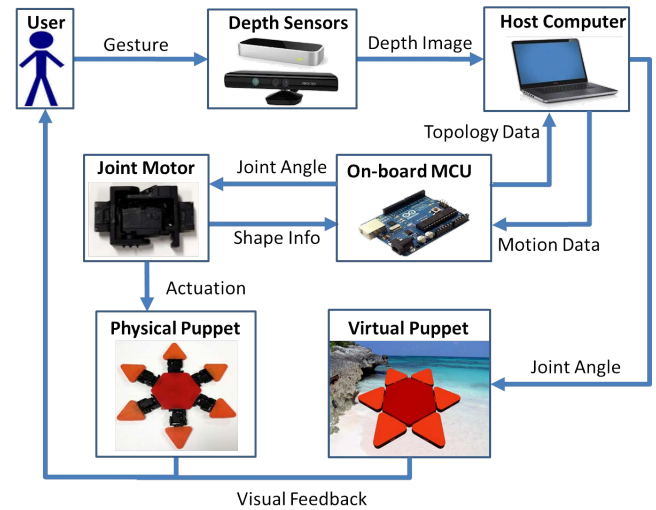 User
Gesture
Depth Sensors
Depth Image
Host Computer
Topology Data
Joint Motor
Joint Angle
On-board MCU
Shape Info
Motion Data
Actuation
Physical Puppet
Virtual Puppet
Joint Angle
Visual Feedback